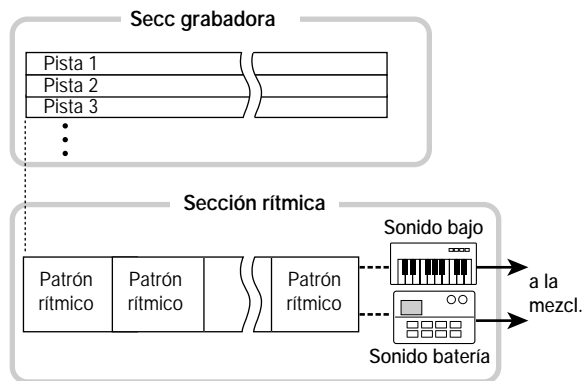 Secc grabadora
Pista 1
Pista 2
Pista 3
Sección rítmica
Sonido bajo
Patrón
rítmico
Patrón
rítmico
Patrón
rítmico
a la
mezcl.
Sonido batería